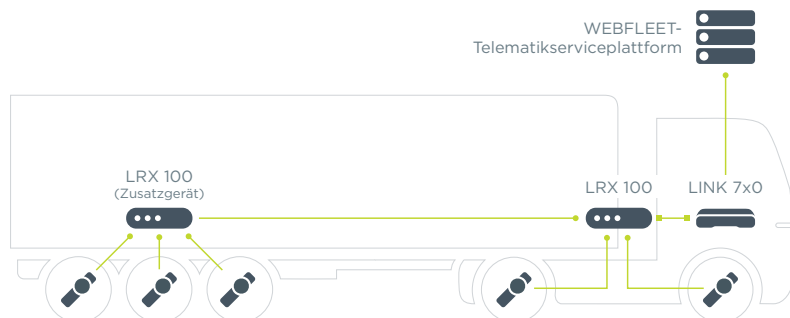 WEBFLEET-
Telematikserviceplattform
LRX 100
(Zusatzgerät)
LRX 100
LINK 7x0